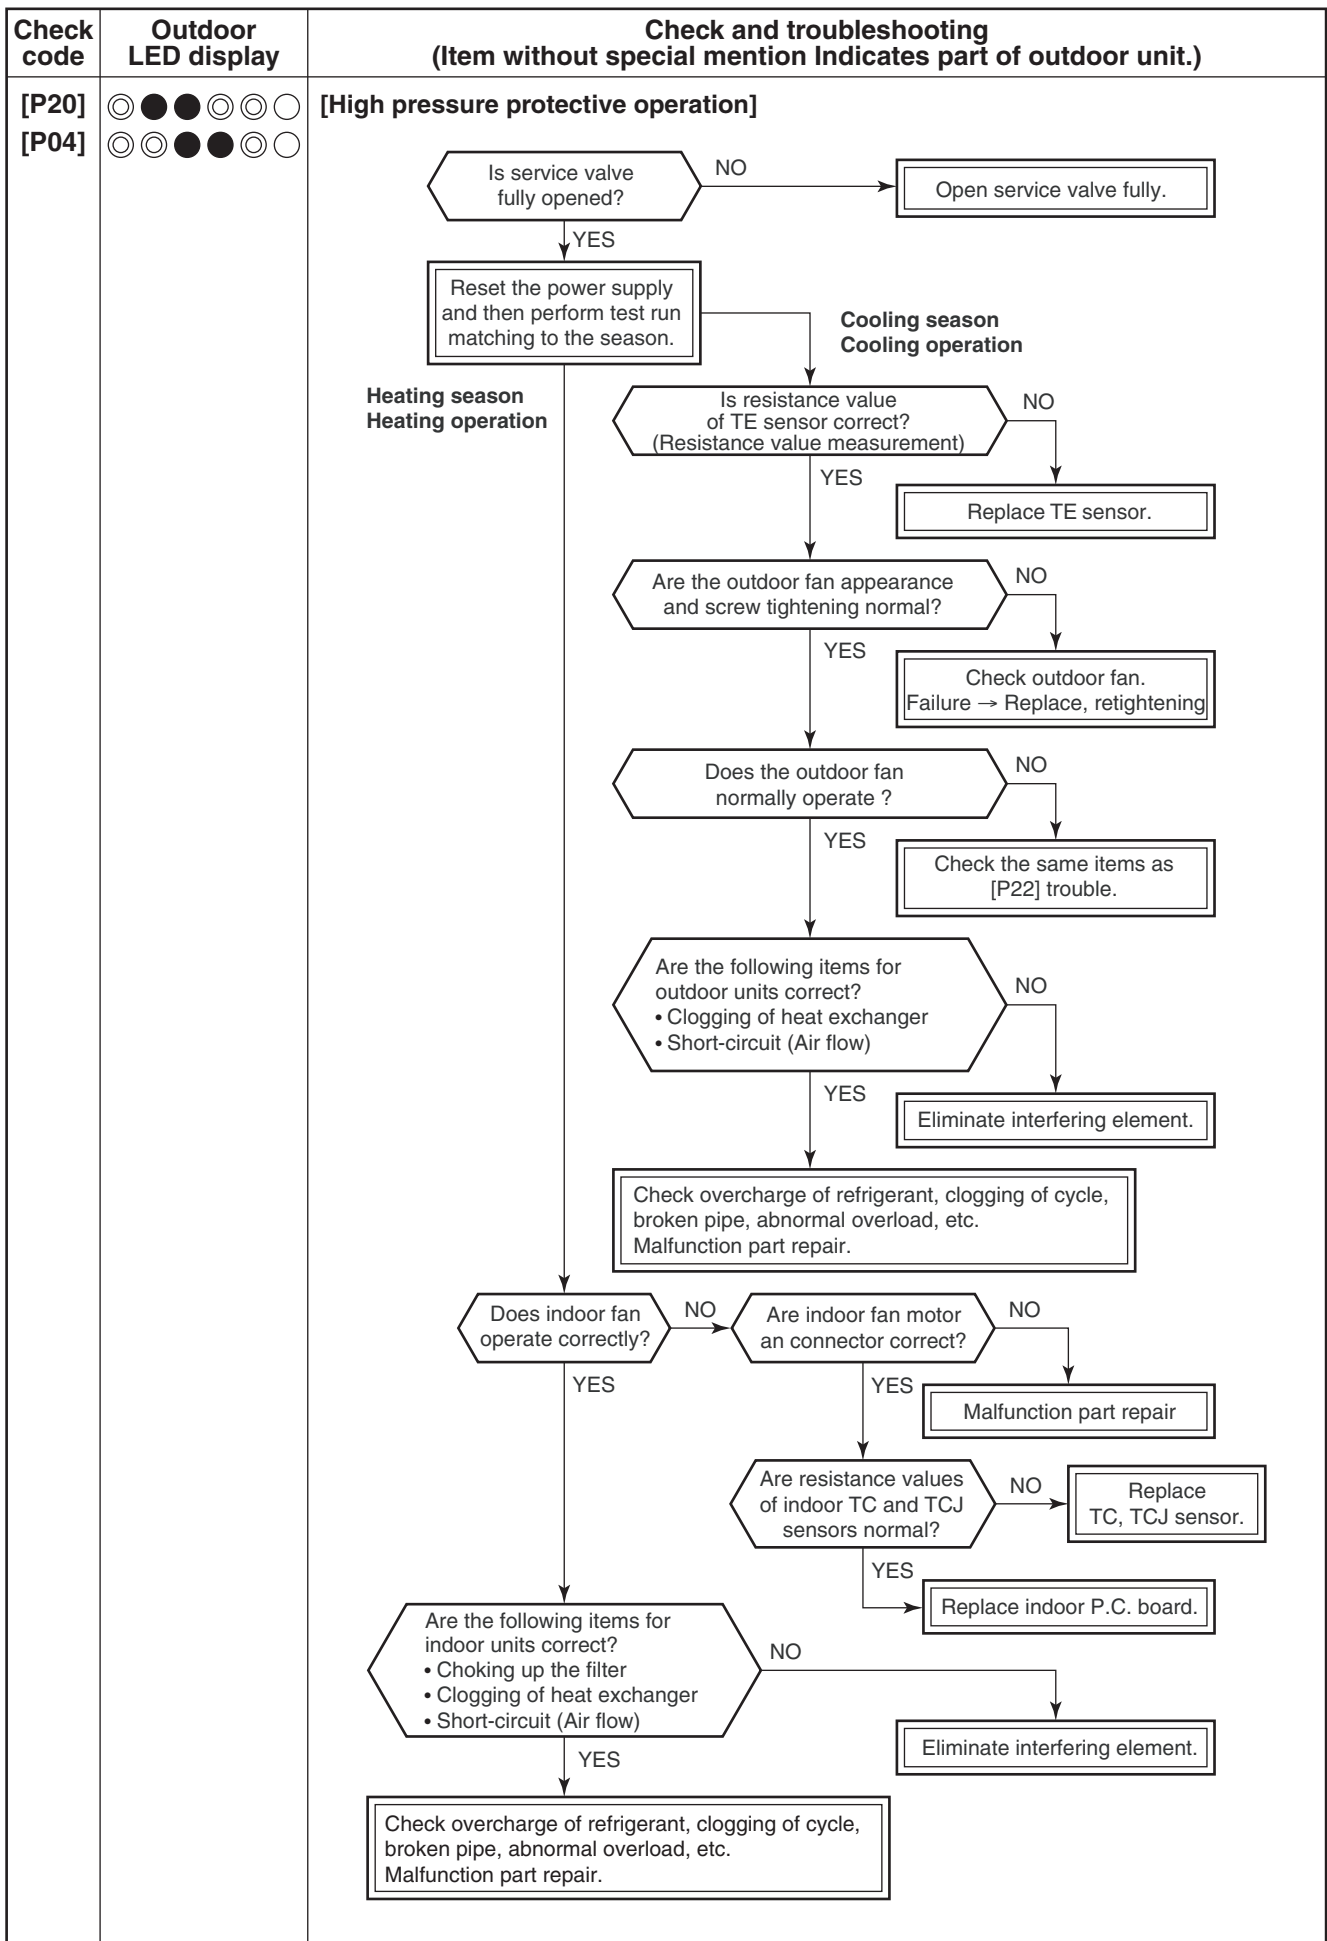 Check
code
Outdoor
LED display
Check and troubleshooting
(Item without special mention Indicates part of outdoor unit.)
[P20]
[P04]
[High pressure protective operation]
Is service valve
fully opened?
NO
Open service valve fully.
YES
Reset the power supply
and then perform test run
matching to the season.
Cooling season
Cooling operation
Heating season
Heating operation
Is resistance value
of TE sensor correct?
(Resistance value measurement)
NO
YES
Replace TE sensor.
Are the outdoor fan appearance
and screw tightening normal?
NO
YES
Check outdoor fan.
Failure → Replace, retightening
Does the outdoor fan
normally operate ?
NO
YES
Check the same items as
[P22] trouble.
Are the following items for
outdoor units correct?
• Clogging of heat exchanger
• Short-circuit (Air flow)
NO
YES
Eliminate interfering element.
Check overcharge of refrigerant, clogging of cycle,
broken pipe, abnormal overload, etc.
Malfunction part repair.
Does indoor fan
operate correctly?
NO
Are indoor fan motor
an connector correct?
NO
YES
YES
Malfunction part repair
Are resistance values
of indoor TC and TCJ
sensors normal?
NO
Replace
TC, TCJ sensor.
YES
Replace indoor P.C. board.
Are the following items for
indoor units correct?
• Choking up the filter
• Clogging of heat exchanger
• Short-circuit (Air flow)
NO
YES
Eliminate interfering element.
Check overcharge of refrigerant, clogging of cycle,
broken pipe, abnormal overload, etc.
Malfunction part repair.